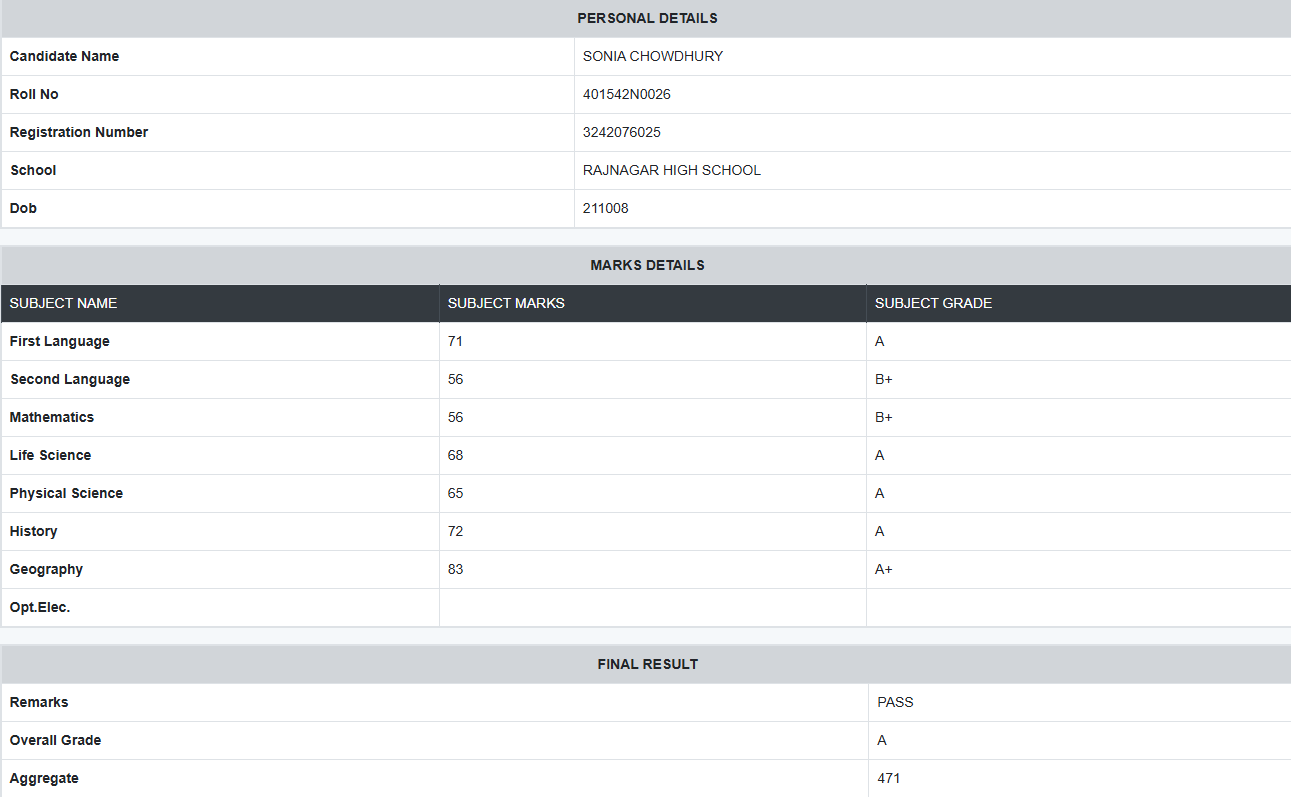 PERSONAL DETAILS
Candidate Name SONIA CHOWDHURY
Roll No 401542N0026
Registration Number 3242076025
School RAJNAGAR HIGH SCHOOL
Dob 211008
MARKS DETAILS
SUBJECT NAME SUBJECT MARKS SUBJECT GRADE
First Language 71 A
Second Language 56 B+
Mathematics 56 B+
Life Science 68 A
Physical Science 65 A
History 72 A
Geography 83 A+
Opt.Elec.
FINAL RESULT
Remarks PASS
Overall Grade A
Aggregate 471